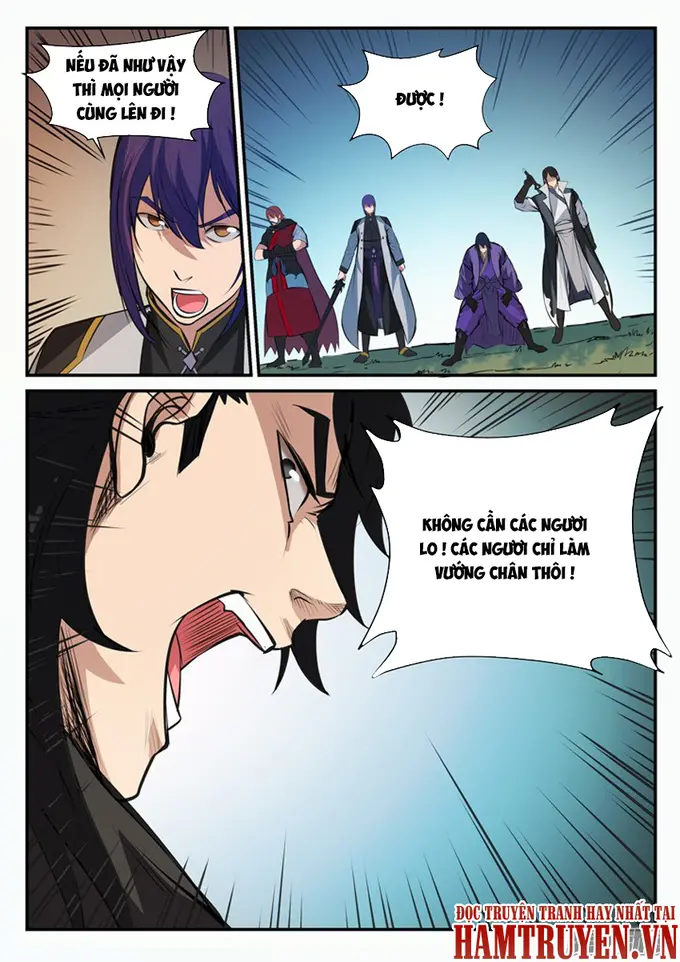 NẾU ĐÃ NHƯ VẬY
THÌ MỌI NGƯỜI
CÙNG LÊN ĐI !
ĐƯỢC !
KHÔNG CẦN CÁC NGƯƠI
LO ! CÁC NGƯƠI CHỈ LÀM
VƯỚNG CHÂN THÔI !
ĐỌC TRUYỆN TRANH HAY NHẤT TẠI
HAMTRUYEN.VN